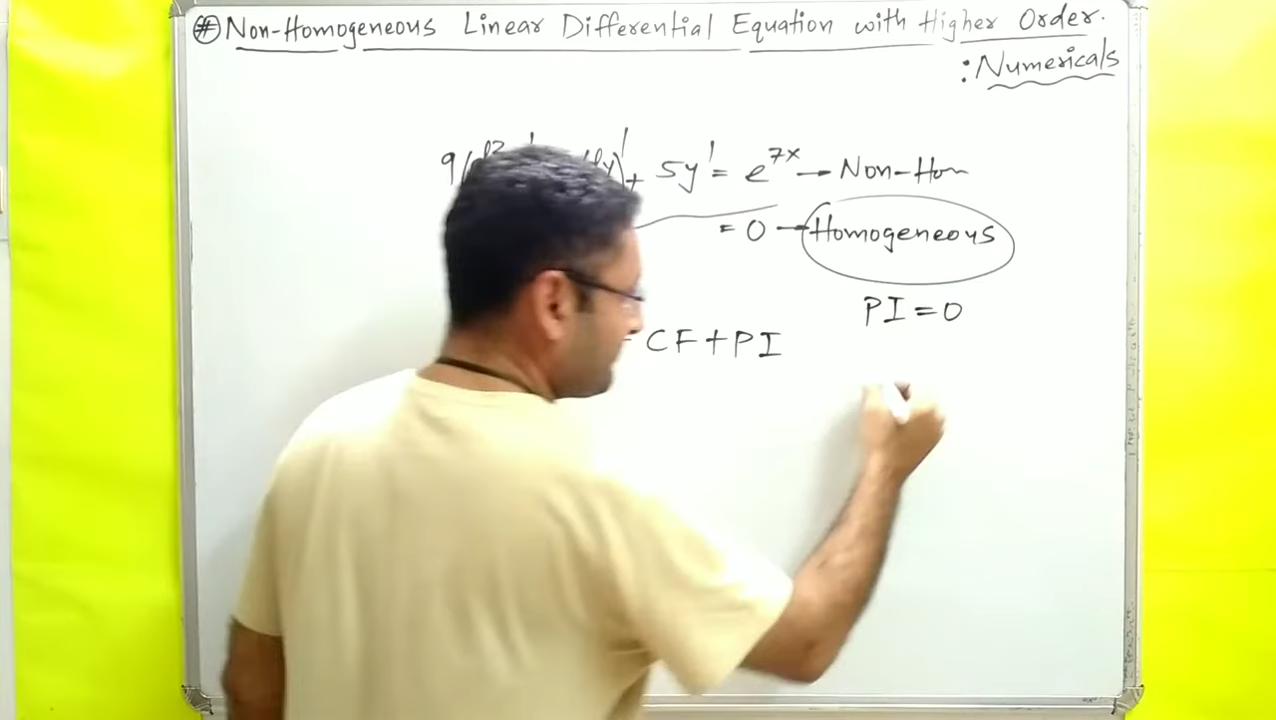 # Non-Homogeneous Linear Differential Equation with Higher Order.
: Numericals
+ 5y' = e^{7x} → Non-Hom
= 0 → Homogeneous
PI = 0
CF + PI